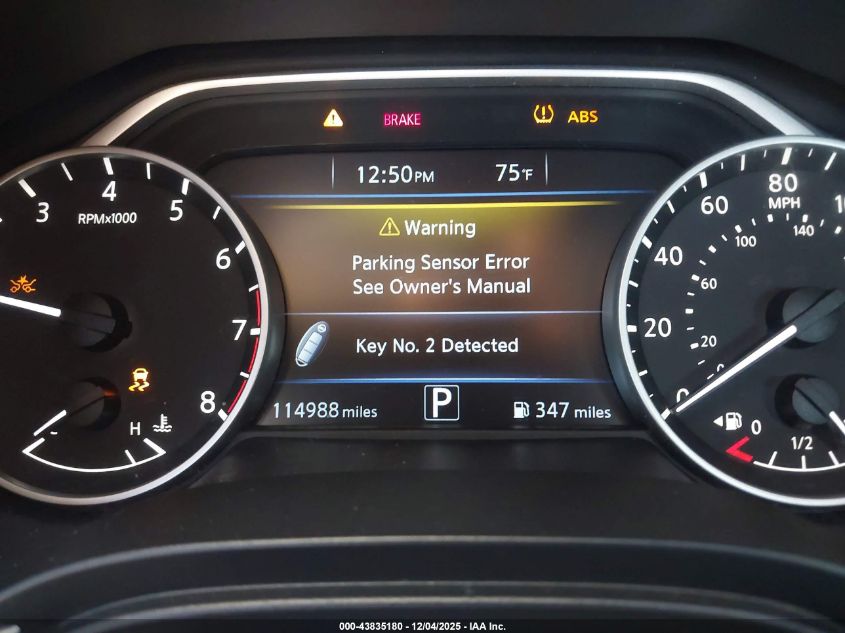 BRAKE
ABS
12:50PM 75°F
Warning
Parking Sensor Error
See Owner's Manual
Key No. 2 Detected
114988 miles P 347 miles
3 4 5 6 7 8
RPMx1000
H
0 20 40 60 80
MPH
0 20 60 100 140
0 1/2
000-43835180 - 12/04/2025 - IAA Inc.